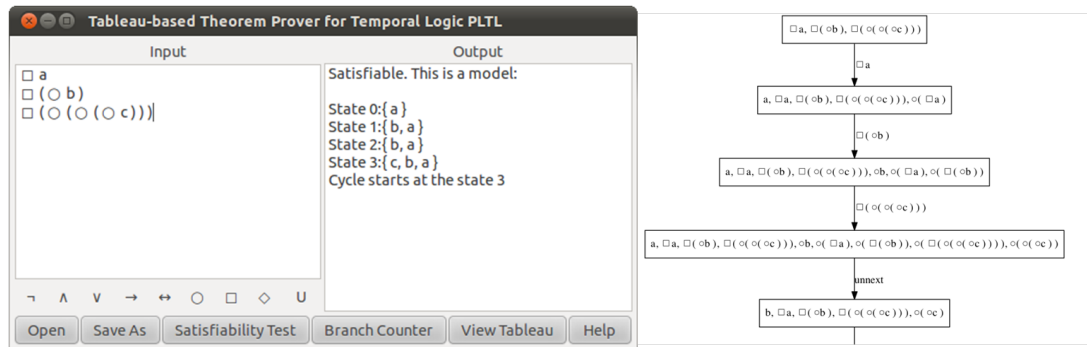 Tableau-based Theorem Prover for Temporal Logic PLTL
Input
□ a
□ (○ b)
□ (○ (○ (○ c)))
¬ ∧ ∨ → ↔ ○ □ ◇ U
Output
Satisfiable. This is a model:
State 0:{ a }
State 1:{ b, a }
State 2:{ b, a }
State 3:{ c, b, a }
Cycle starts at the state 3
Open Save As Satisfiability Test Branch Counter View Tableau Help
□ a, □ ( ○b ), □ ( ○( ○( ○c ) ) )
□ a
a, □ a, □ ( ○b ), □ ( ○( ○( ○c ) ) ), ○( □ a )
□ ( ○b )
a, □ a, □ ( ○b ), □ ( ○( ○( ○c ) ) ), ○b, ○( □ a ), ○( □ ( ○b ) )
□ ( ○( ○( ○c ) ) )
a, □ a, □ ( ○b ), □ ( ○( ○( ○c ) ) ), ○b, ○( □ a ), ○( □ ( ○b ) ), ○( □ ( ○( ○( ○c ) ) ) ), ○( ○( ○c ) )
unnext
b, □ a, □ ( ○b ), □ ( ○( ○( ○c ) ) ), ○( ○c )